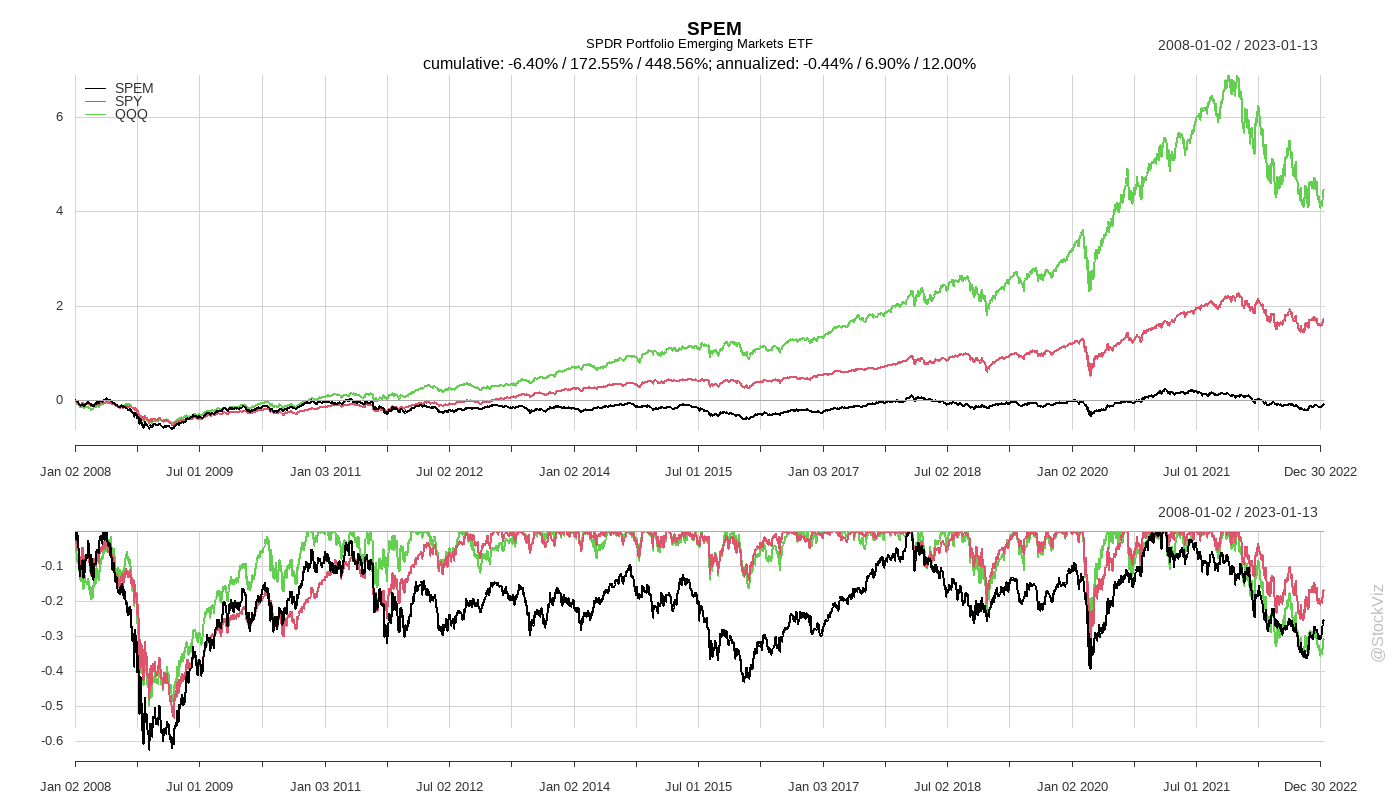 SPEM
SPDR Portfolio Emerging Markets ETF
2008-01-02 / 2023-01-13
cumulative: -6.40% / 172.55% / 448.56%; annualized: -0.44% / 6.90% / 12.00%
SPEM
SPY
QQQ
6
4
2
0
Jan 02 2008 Jul 01 2009 Jan 03 2011 Jul 02 2012 Jan 02 2014 Jul 01 2015 Jan 03 2017 Jul 02 2018 Jan 02 2020 Jul 01 2021 Dec 30 2022
2008-01-02 / 2023-01-13
-0.1
-0.2
-0.3
-0.4
-0.5
-0.6
Jan 02 2008 Jul 01 2009 Jan 03 2011 Jul 02 2012 Jan 02 2014 Jul 01 2015 Jan 03 2017 Jul 02 2018 Jan 02 2020 Jul 01 2021 Dec 30 2022
@StockViz